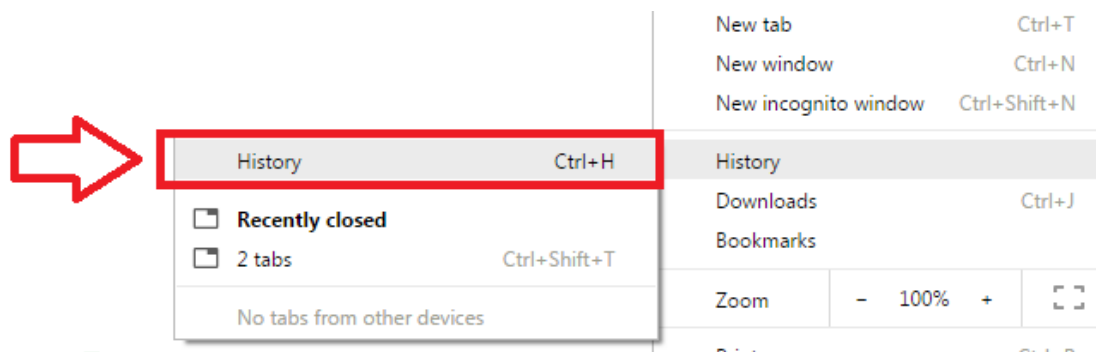 New tab Ctrl+T
New window Ctrl+N
New incognito window Ctrl+Shift+N
History
Downloads Ctrl+J
Bookmarks
Zoom - 100% +
History Ctrl+H
Recently closed
2 tabs Ctrl+Shift+T
No tabs from other devices